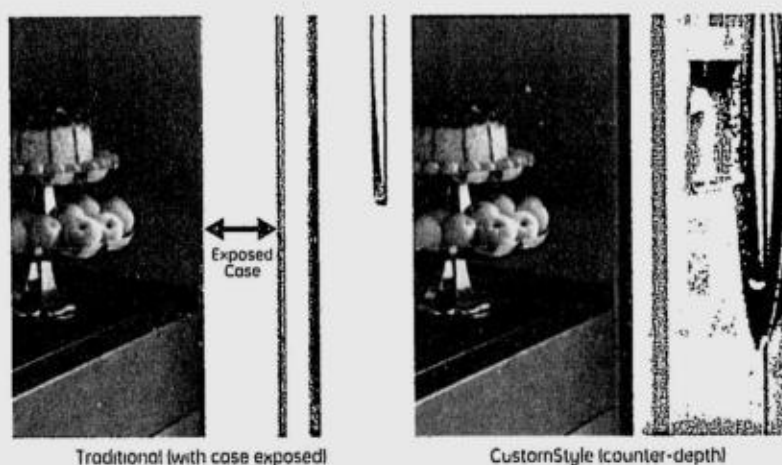 Exposed
Case
Traditional (with case exposed)
CustomStyle (counter-depth)